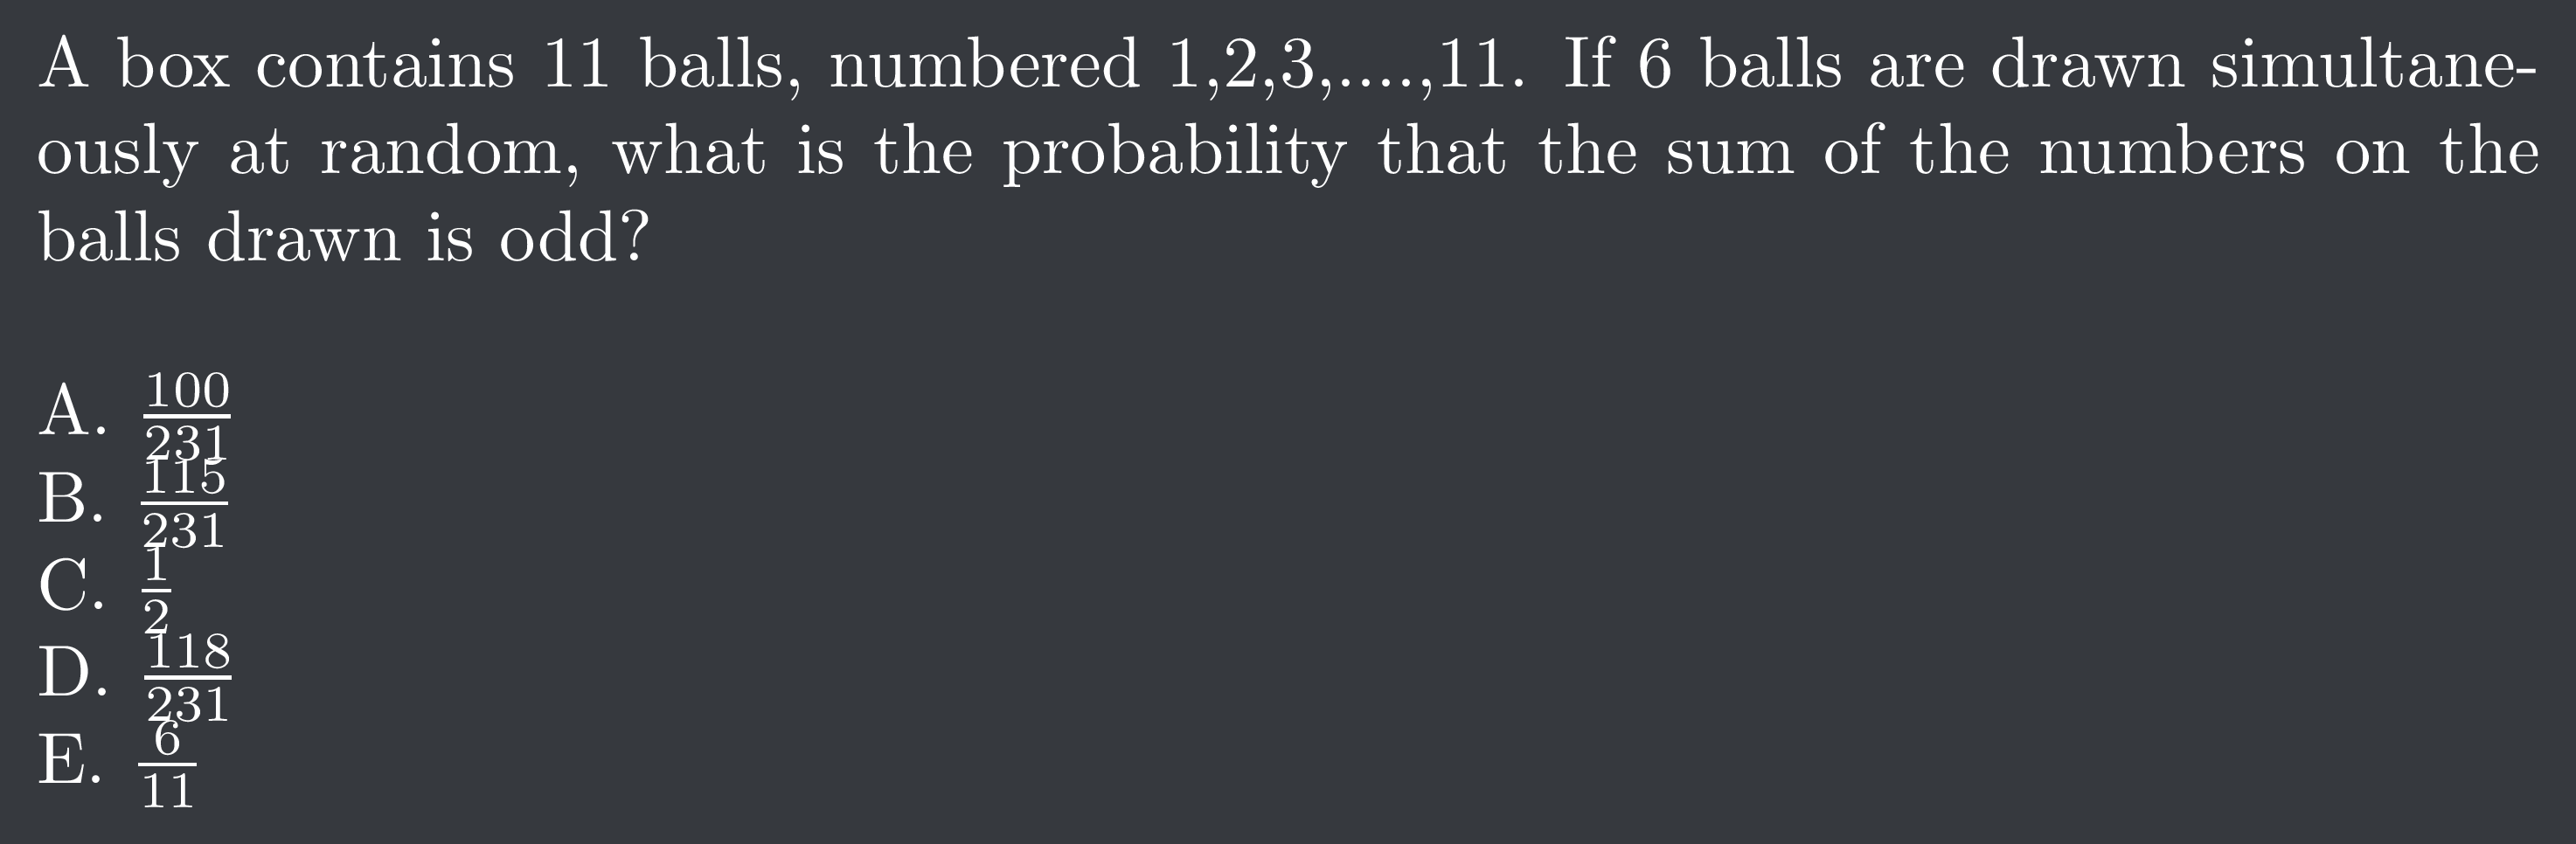 A box contains 11 balls, numbered 1,2,3,....,11. If 6 balls are drawn simultane-
ously at random, what is the probability that the sum of the numbers on the
balls drawn is odd?
A. 100/231
B. 115/231
C. 1/2
D. 118/231
E. 6/11